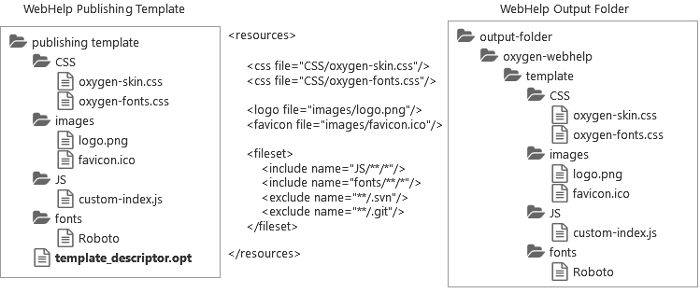 WebHelp Publishing Template
publishing template
CSS
oxygen-skin.css
oxygen-fonts.css
images
logo.png
favicon.ico
JS
custom-index.js
fonts
Roboto
template_descriptor.opt
<resources>
<css file="CSS/oxygen-skin.css"/>
<css file="CSS/oxygen-fonts.css"/>
<logo file="images/logo.png"/>
<favicon file="images/favicon.ico"/>
<fileset>
<include name="JS/**/*"/>
<include name="fonts/**/*"/>
<exclude name="**/.svn"/>
<exclude name="**/.git"/>
</fileset>
</resources>
WebHelp Output Folder
output-folder
oxygen-webhelp
template
CSS
oxygen-skin.css
oxygen-fonts.css
images
logo.png
favicon.ico
JS
custom-index.js
fonts
Roboto